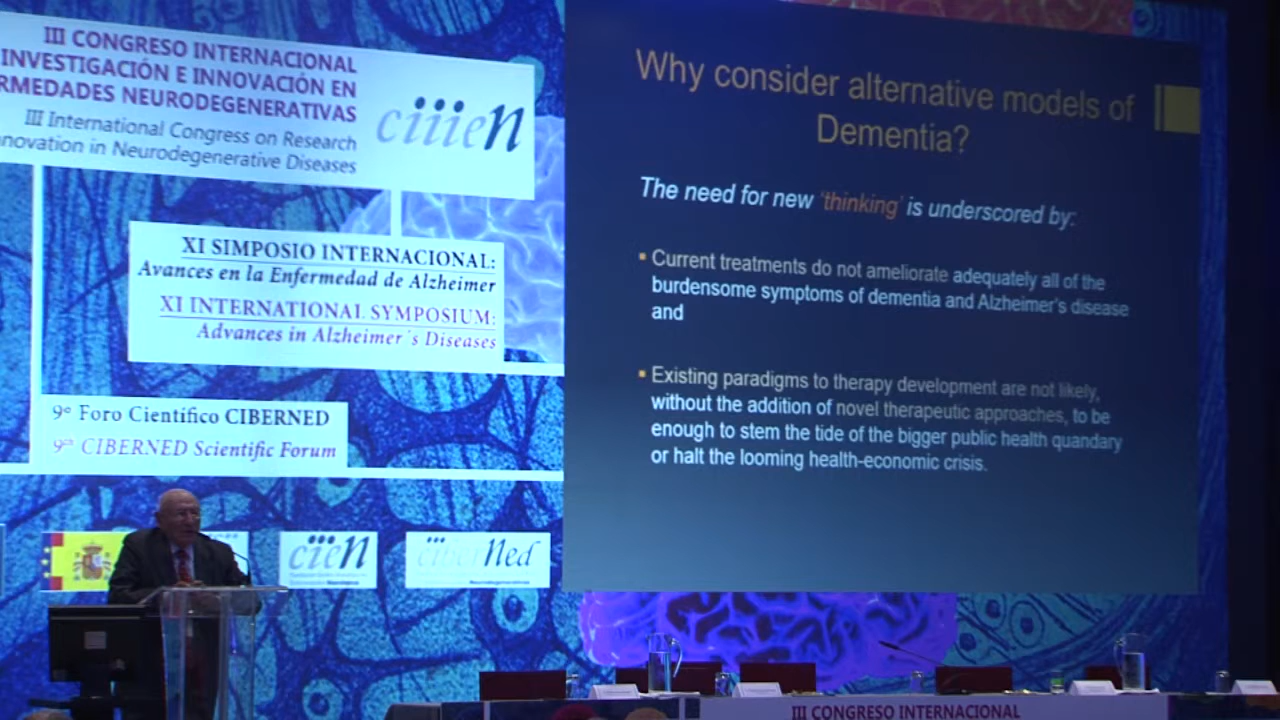 III CONGRESO INTERNACIONAL
INVESTIGACIÓN E INNOVACIÓN EN
RMEDADES NEURODEGENERATIVAS
III International Congress on Research
nnovation in Neurodegenerative Diseases
ciiieN
XI SIMPOSIO INTERNACIONAL:
Avances en la Enfermedad de Alzheimer
XI INTERNATIONAL SYMPOSIUM:
Advances in Alzheimer´s Diseases
9º Foro Científico CIBERNED
9th CIBERNED Scientific Forum
ciieN
ciberNed
Why consider alternative models of
Dementia?
The need for new 'thinking' is underscored by:
▪ Current treatments do not ameliorate adequately all of the
burdensome symptoms of dementia and Alzheimer's disease
and
▪ Existing paradigms to therapy development are not likely,
without the addition of novel therapeutic approaches, to be
enough to stem the tide of the bigger public health quandary
or halt the looming health-economic crisis.
III CONGRESO INTERNACIONAL